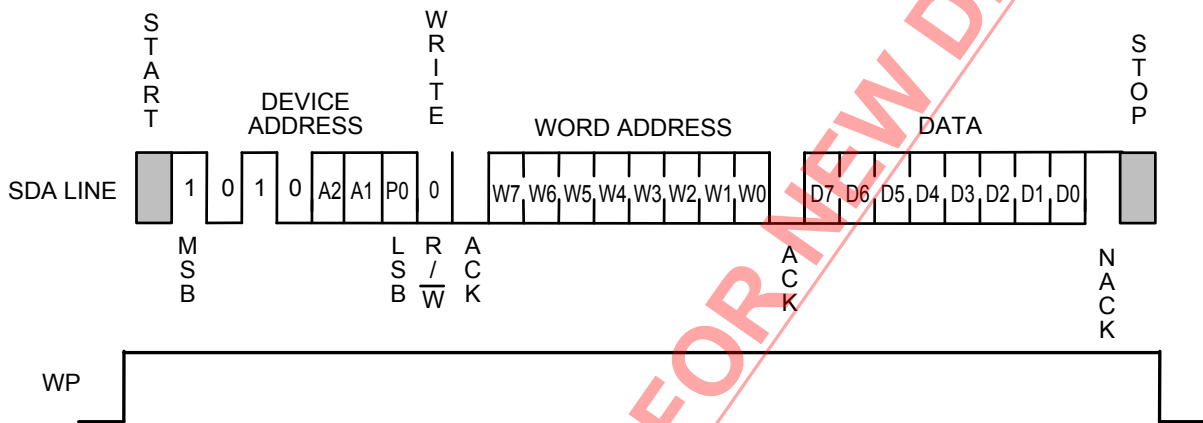 START
WRITE
STOP
DEVICE
ADDRESS
WORD ADDRESS
DATA
SDA LINE
1 0 1 0 A2 A1 P0 0 W7 W6 W5 W4 W3 W2 W1 W0 D7 D6 D5 D4 D3 D2 D1 D0
MSB
LSB
R/W
ACK
ACK
NACK
WP
FOR NEW D